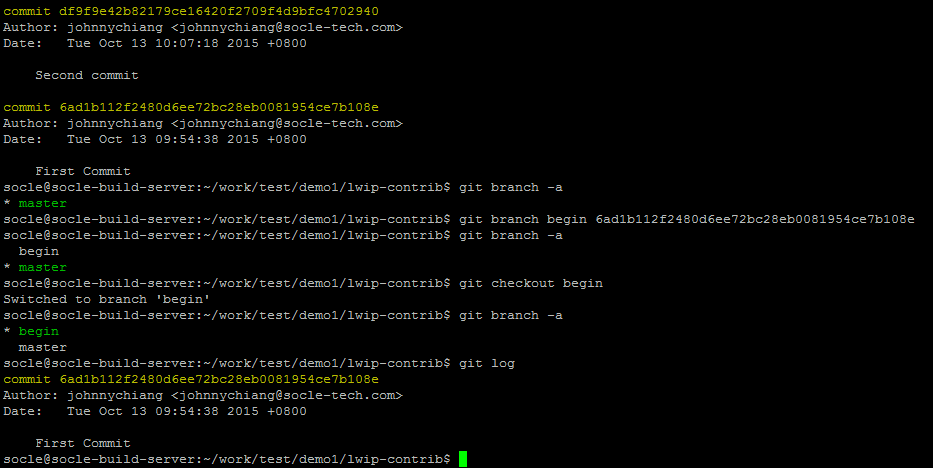 commit df9f9e42b82179ce16420f2709f4d9bfc4702940
Author: johnnychiang <johnnychiang@socle-tech.com>
Date:   Tue Oct 13 10:07:18 2015 +0800
    Second commit
commit 6ad1b112f2480d6ee72bc28eb0081954ce7b108e
Author: johnnychiang <johnnychiang@socle-tech.com>
Date:   Tue Oct 13 09:54:38 2015 +0800
    First Commit
socle@socle-build-server:~/work/test/demo1/lwip-contrib$ git branch -a
* master
socle@socle-build-server:~/work/test/demo1/lwip-contrib$ git branch begin 6ad1b112f2480d6ee72bc28eb0081954ce7b108e
socle@socle-build-server:~/work/test/demo1/lwip-contrib$ git branch -a
  begin
* master
socle@socle-build-server:~/work/test/demo1/lwip-contrib$ git checkout begin
Switched to branch 'begin'
socle@socle-build-server:~/work/test/demo1/lwip-contrib$ git branch -a
* begin
  master
socle@socle-build-server:~/work/test/demo1/lwip-contrib$ git log
commit 6ad1b112f2480d6ee72bc28eb0081954ce7b108e
Author: johnnychiang <johnnychiang@socle-tech.com>
Date:   Tue Oct 13 09:54:38 2015 +0800
    First Commit
socle@socle-build-server:~/work/test/demo1/lwip-contrib$